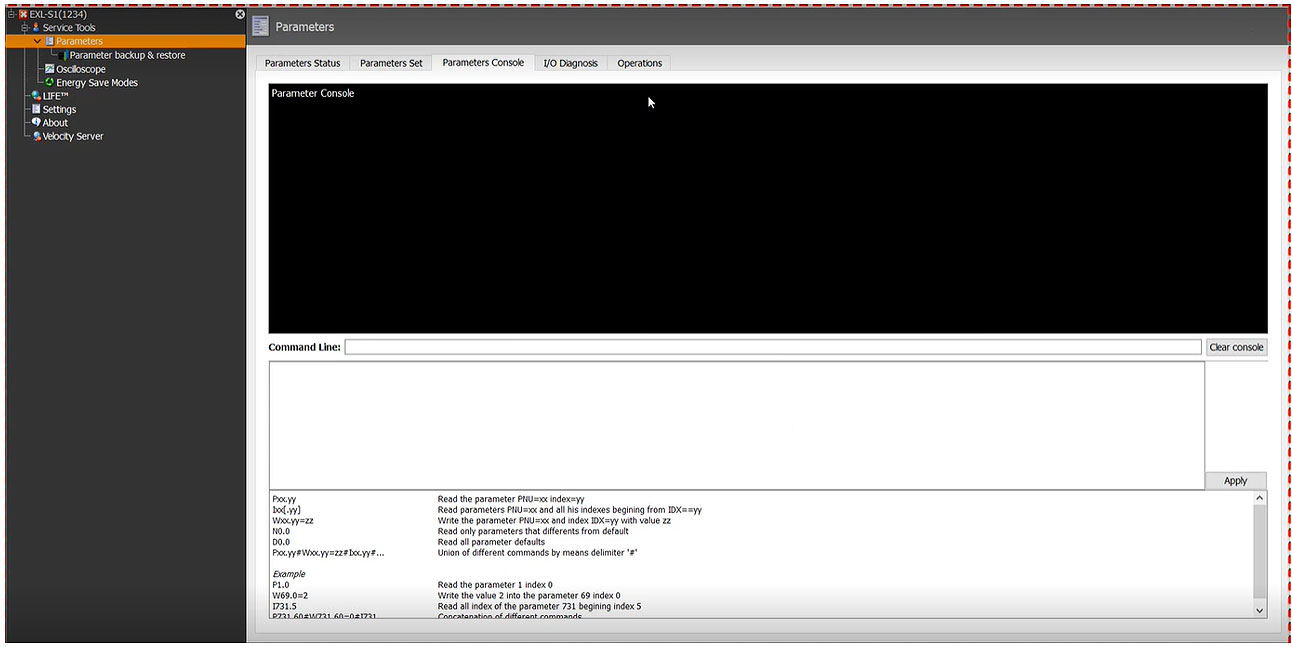 EXL-S1(1234)
Service Tools
Parameters
Parameter backup & restore
Oscilloscope
Energy Save Modes
LIFE™
Settings
About
Velocity Server
Parameters
Parameters Status Parameters Set Parameters Console I/O Diagnosis Operations
Parameter Console
Command Line: Clear console
Apply
Pxx.yy Read the parameter PNU=xx index=yy
Ixx[.yy] Read parameters PNU=xx and all his indexes begining from IDX==yy
Wxx.yy=zz Write the parameter PNU=xx and index IDX=yy with value zz
N0.0 Read only parameters that differents from default
D0.0 Read all parameter defaults
Pxx.yy#Wxx.yy=zz#Ixx.yy#... Union of different commands by means delimiter '#'
Example
P1.0 Read the parameter 1 index 0
W69.0=2 Write the value 2 into the parameter 69 index 0
I731.5 Read all index of the parameter 731 begining index 5
P731.60#W731.60=0#I731 Concatenation of different commands